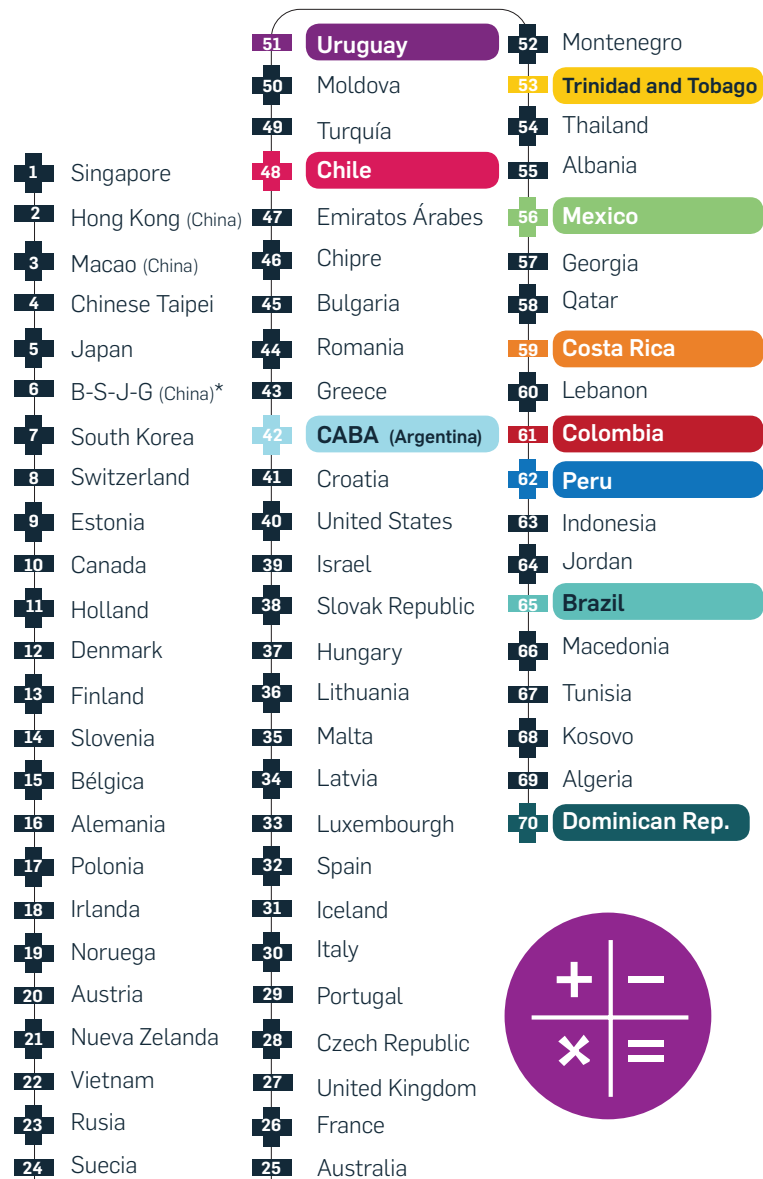 1 Singapore
2 Hong Kong (China)
3 Macao (China)
4 Chinese Taipei
5 Japan
6 B-S-J-G (China)*
7 South Korea
8 Switzerland
9 Estonia
10 Canada
11 Holland
12 Denmark
13 Finland
14 Slovenia
15 Bélgica
16 Alemania
17 Polonia
18 Irlanda
19 Noruega
20 Austria
21 Nueva Zelanda
22 Vietnam
23 Rusia
24 Suecia
51 Uruguay
50 Moldova
49 Turquía
48 Chile
47 Emiratos Árabes
46 Chipre
45 Bulgaria
44 Romania
43 Greece
42 CABA (Argentina)
41 Croatia
40 United States
39 Israel
38 Slovak Republic
37 Hungary
36 Lithuania
35 Malta
34 Latvia
33 Luxembourgh
32 Spain
31 Iceland
30 Italy
29 Portugal
28 Czech Republic
27 United Kingdom
26 France
25 Australia
52 Montenegro
53 Trinidad and Tobago
54 Thailand
55 Albania
56 Mexico
57 Georgia
58 Qatar
59 Costa Rica
60 Lebanon
61 Colombia
62 Peru
63 Indonesia
64 Jordan
65 Brazil
66 Macedonia
67 Tunisia
68 Kosovo
69 Algeria
70 Dominican Rep.
+ −
× =